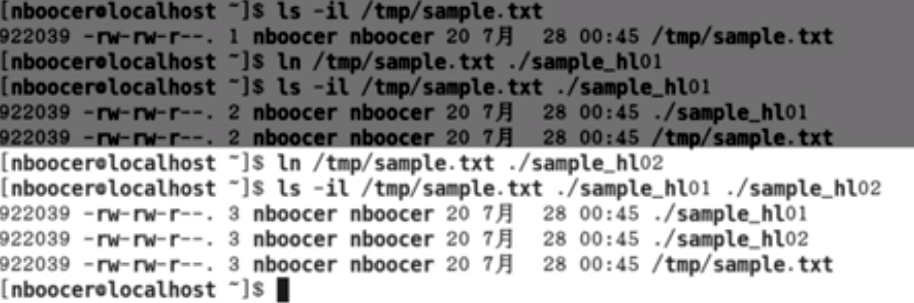 [nboocer@localhost ~]$ ls -il /tmp/sample.txt
922039 -rw-rw-r--. 1 nboocer nboocer 20 7月  28 00:45 /tmp/sample.txt
[nboocer@localhost ~]$ ln /tmp/sample.txt ./sample_hl01
[nboocer@localhost ~]$ ls -il /tmp/sample.txt ./sample_hl01
922039 -rw-rw-r--. 2 nboocer nboocer 20 7月  28 00:45 ./sample_hl01
922039 -rw-rw-r--. 2 nboocer nboocer 20 7月  28 00:45 /tmp/sample.txt
[nboocer@localhost ~]$ ln /tmp/sample.txt ./sample_hl02
[nboocer@localhost ~]$ ls -il /tmp/sample.txt ./sample_hl01 ./sample_hl02
922039 -rw-rw-r--. 3 nboocer nboocer 20 7月  28 00:45 ./sample_hl01
922039 -rw-rw-r--. 3 nboocer nboocer 20 7月  28 00:45 ./sample_hl02
922039 -rw-rw-r--. 3 nboocer nboocer 20 7月  28 00:45 /tmp/sample.txt
[nboocer@localhost ~]$